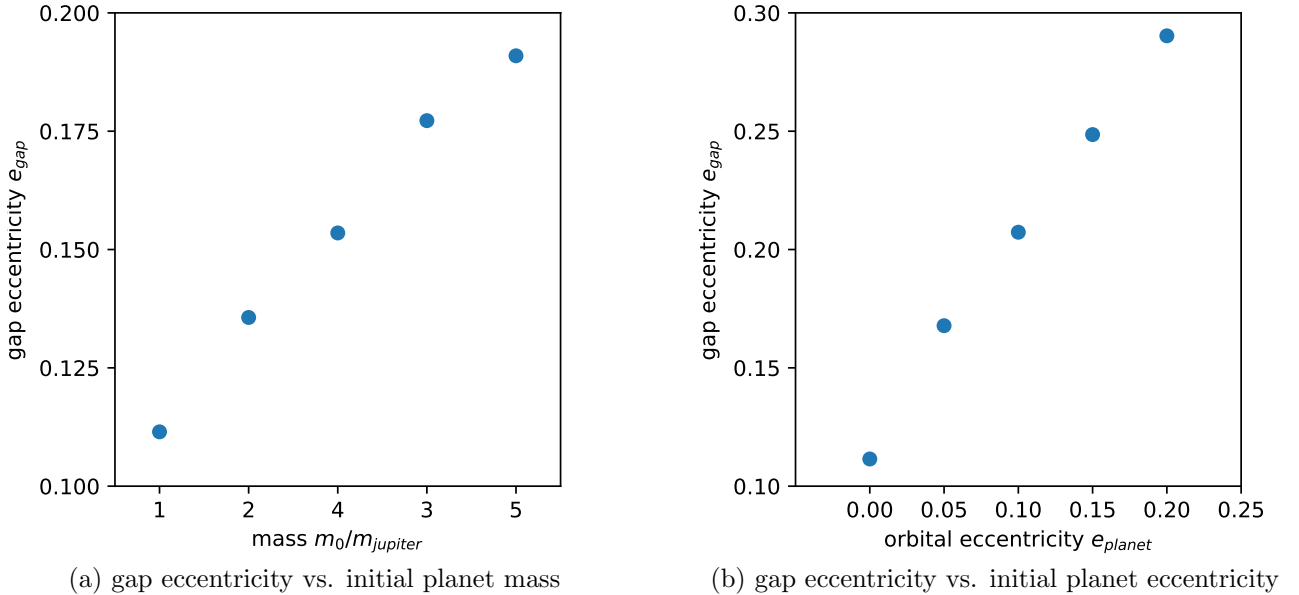 0.200
0.175
0.150
0.125
0.100
gap eccentricity e_gap
1 2 4 3 5
mass m_0/m_jupiter
(a) gap eccentricity vs. initial planet mass
0.30
0.25
0.20
0.15
0.10
gap eccentricity e_gap
0.00 0.05 0.10 0.15 0.20 0.25
orbital eccentricity e_planet
(b) gap eccentricity vs. initial planet eccentricity